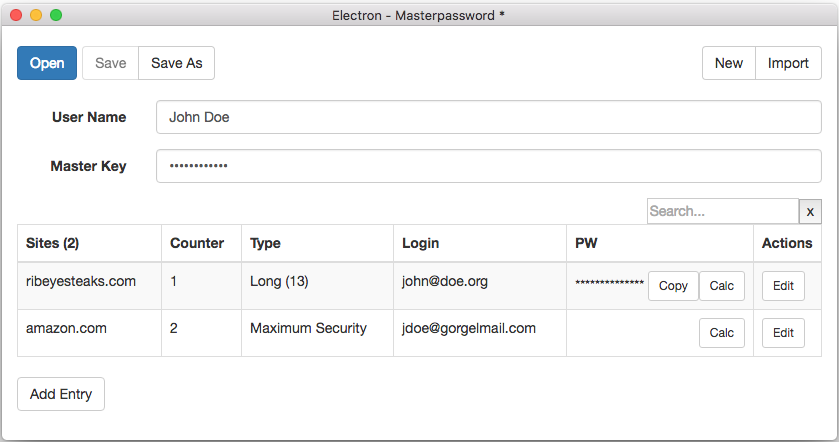 Electron - Masterpassword *
Open Save Save As New Import
User Name John Doe
Master Key ••••••••••••
Search... x
Sites (2) Counter Type Login PW Actions
ribeyesteaks.com 1 Long (13) john@doe.org ************** Copy Calc Edit
amazon.com 2 Maximum Security jdoe@gorgelmail.com Calc Edit
Add Entry